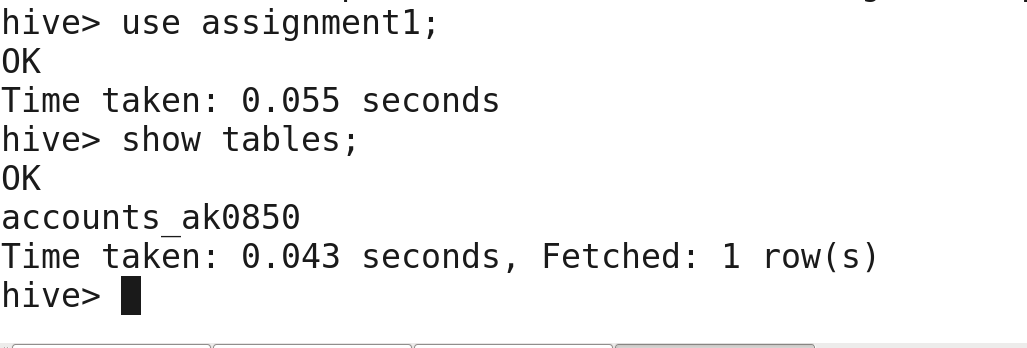 hive> use assignment1;
OK
Time taken: 0.055 seconds
hive> show tables;
OK
accounts_ak0850
Time taken: 0.043 seconds, Fetched: 1 row(s)
hive>